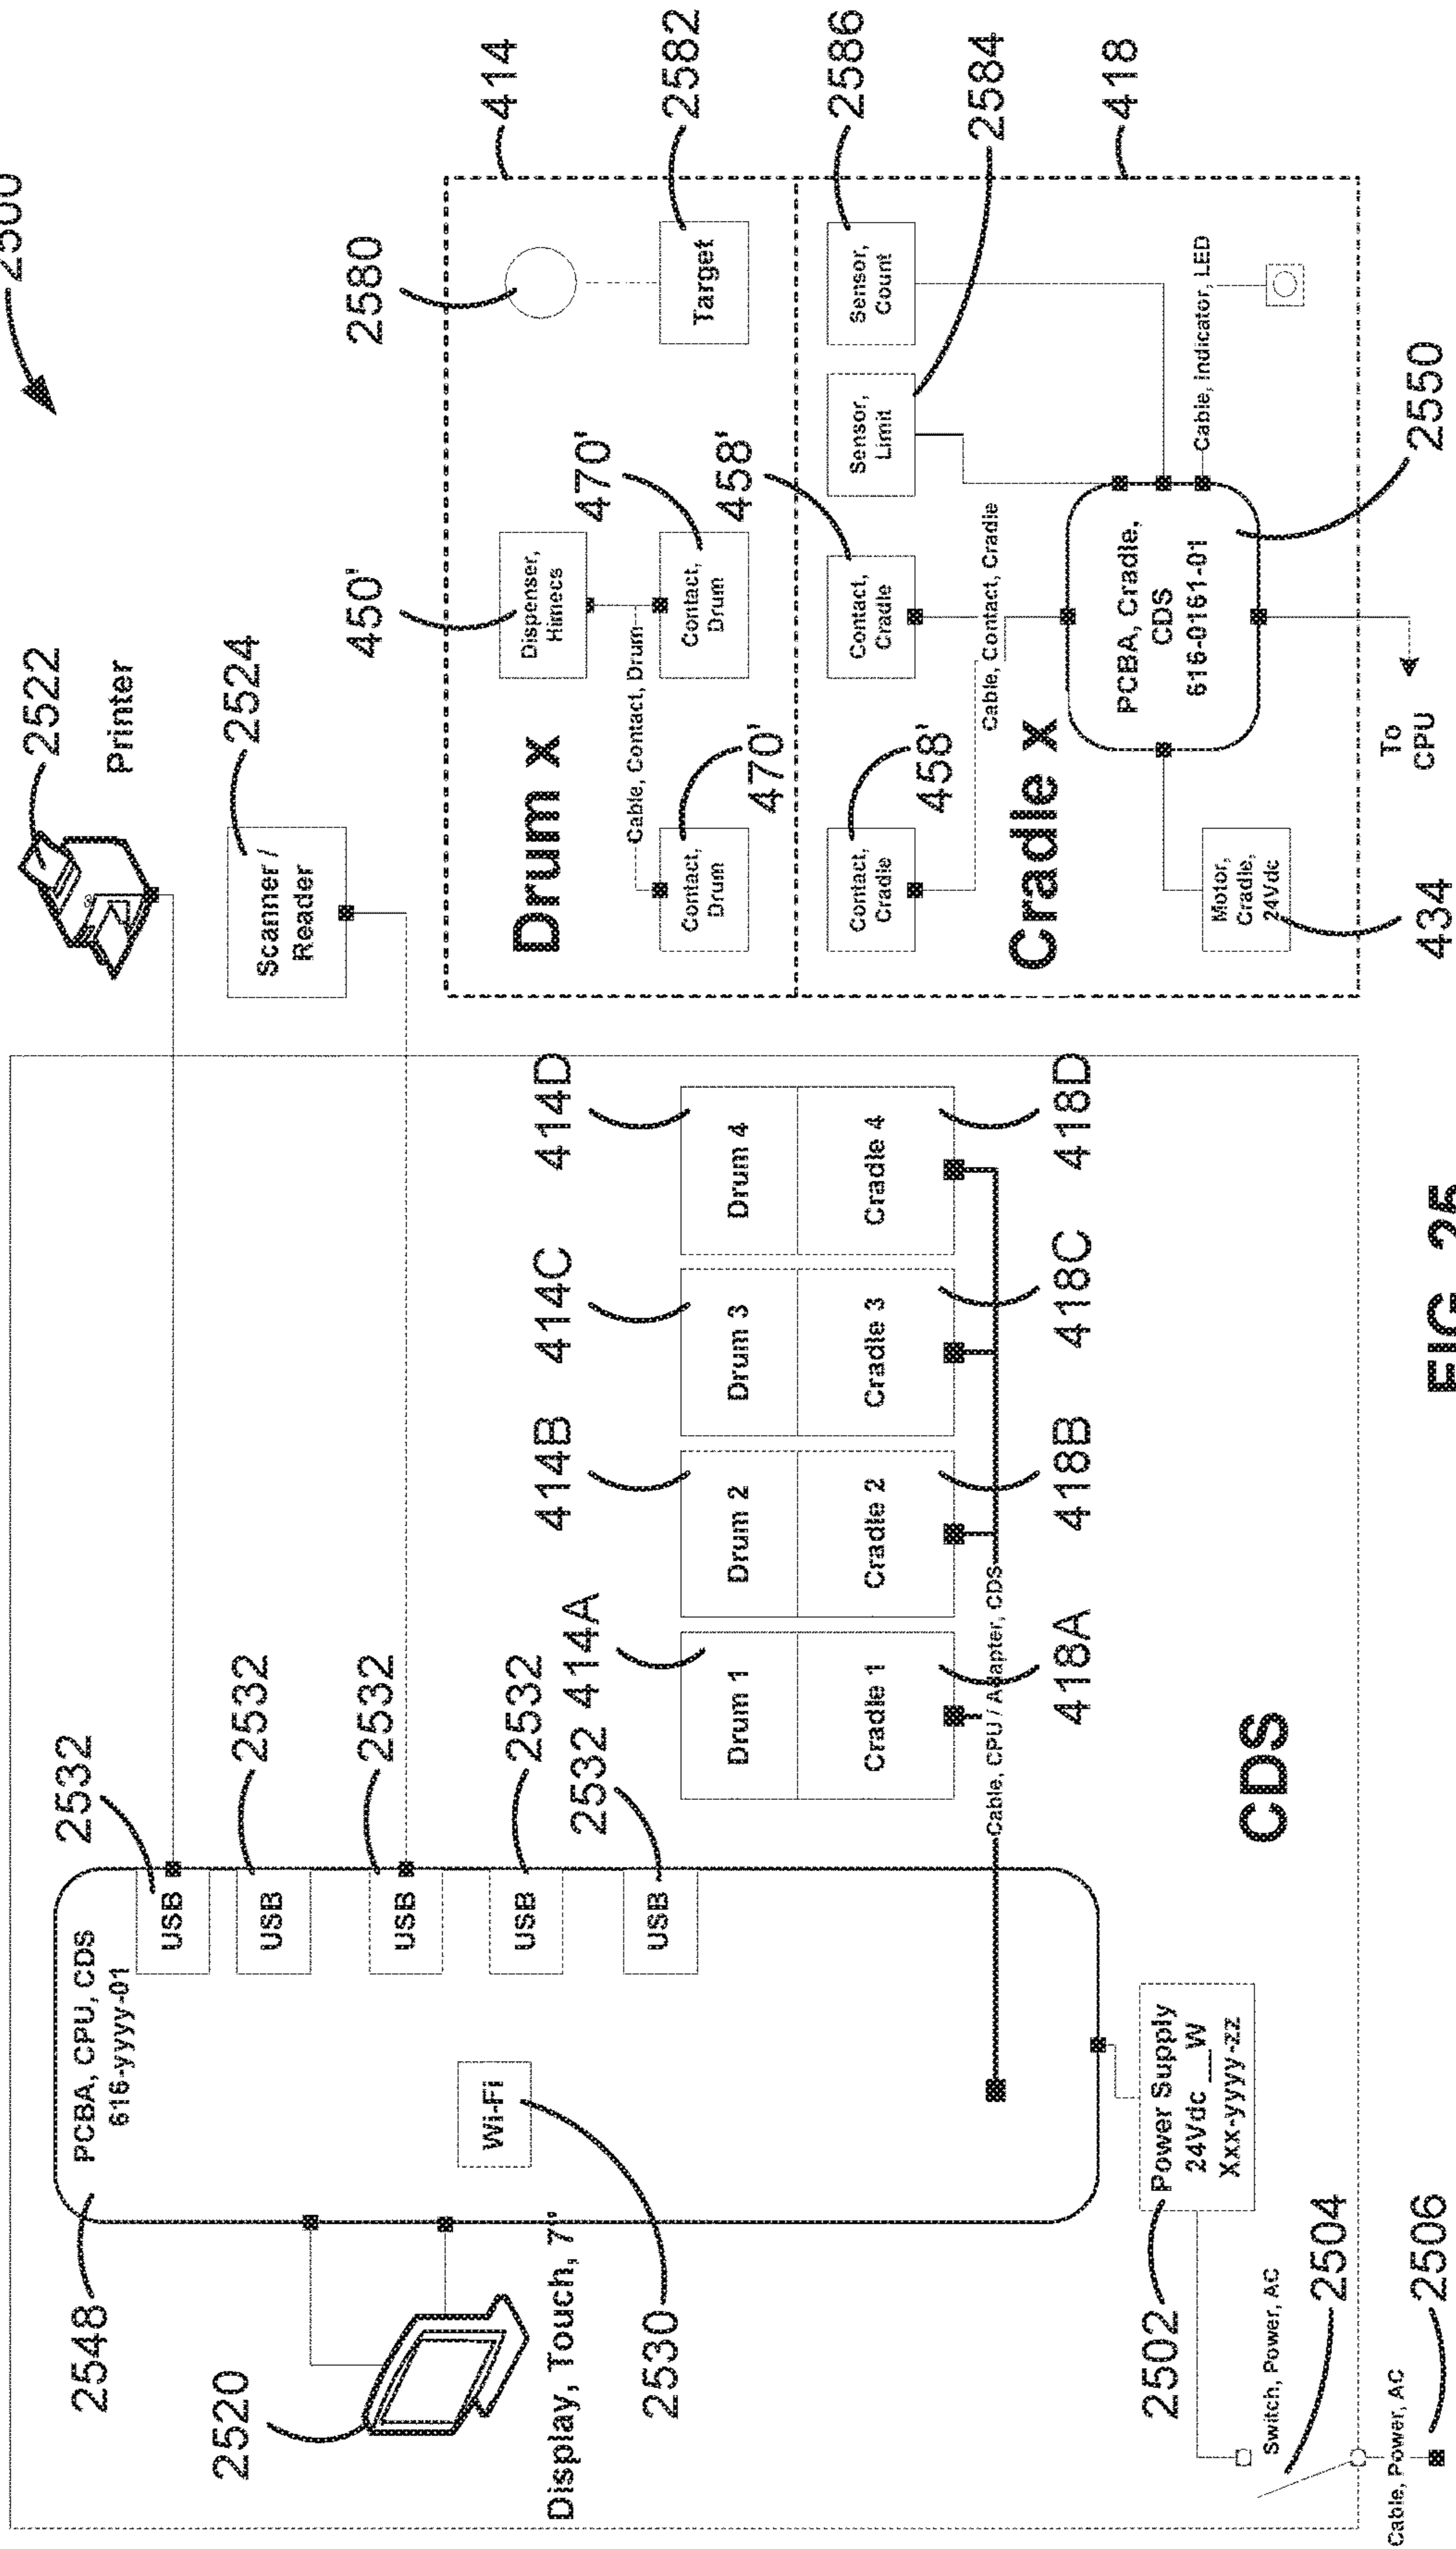 2500
2522
Printer
2524
Scanner /
Reader
2548
PCBA, CPU, CDS
616-yyyy-01
2532
USB
2532
USB
2532
USB
2532
USB
2532
USB
2520
Display, Touch, 7"
Wi-Fi
2530
414A
414B
414C
414D
Drum 1
Drum 2
Drum 3
Drum 4
Cradle 1
Cradle 2
Cradle 3
Cradle 4
Cable, CPU / Adapter, CDS
418A
418B
418C
418D
2502
Power Supply
24Vdc __W
Xxx-yyyy-zz
CDS
Switch, Power, AC
2504
Cable, Power, AC
2506
450'
2580
414
Dispenser,
Himecs
Drum x
470'
Cable, Contact, Drum
Contact,
Drum
470'
Contact,
Drum
Target
2582
458'
Contact,
Cradle
458'
Contact,
Cradle
Sensor,
Limit
Sensor,
Count
2586
2584
Cable, Contact, Cradle
Cradle x
PCBA, Cradle,
CDS
616-0161-01
Cable, Indicator, LED
418
Motor,
Cradle,
24Vdc
434
To
CPU
2550
FIG. 25